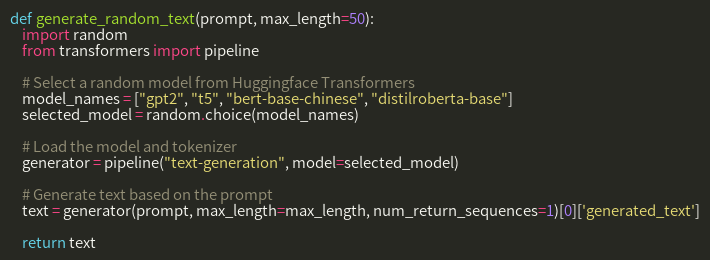 def generate_random_text(prompt, max_length=50):
    import random
    from transformers import pipeline

    # Select a random model from Huggingface Transformers
    model_names = ["gpt2", "t5", "bert-base-chinese", "distilroberta-base"]
    selected_model = random.choice(model_names)

    # Load the model and tokenizer
    generator = pipeline("text-generation", model=selected_model)

    # Generate text based on the prompt
    text = generator(prompt, max_length=max_length, num_return_sequences=1)[0]['generated_text']

    return text